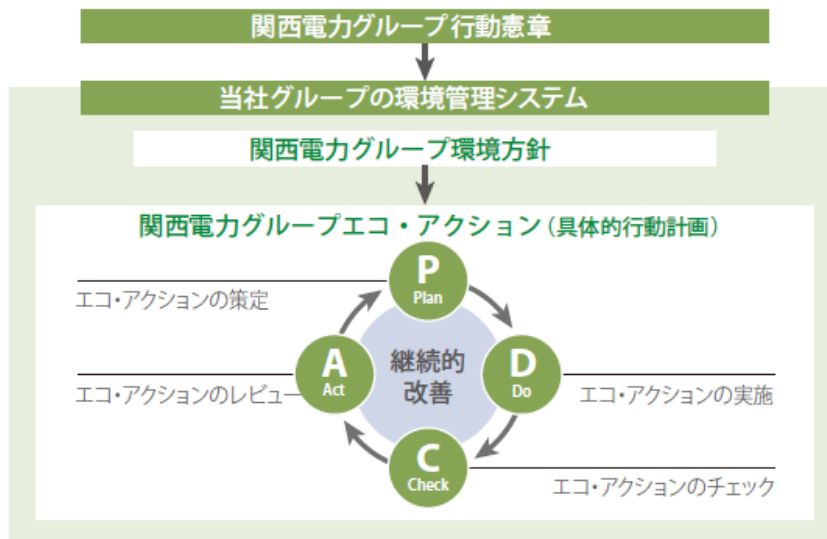 関西電力グループ行動憲章
当社グループの環境管理システム
関西電力グループ環境方針
関西電力グループエコ・アクション（具体的行動計画）
P
Plan
エコ・アクションの策定
A
Act
継続的
改善
D
Do
エコ・アクションのレビュー
エコ・アクションの実施
C
Check
エコ・アクションのチェック